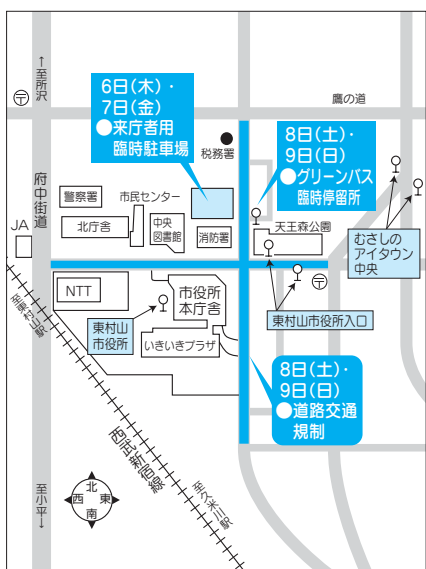 ←至所沢
〒
6日(木)・
7日(金)
●来庁者用
臨時駐車場
鷹の道
税務署
8日(土)・
9日(日)
●グリーンバス
臨時停留所
府中街道
警察署
市民センター
北庁舎
中央
図書館
消防署
天王森公園
むさしの
アイタウン
中央
JA
〒
NTT
市役所
本庁舎
東村山
市役所
東村山市役所入口
いきいきプラザ
至東村山駅
8日(土)・
9日(日)
●道路交通
規制
西武新宿線
至久米川駅
至小平→
北
西 東
南